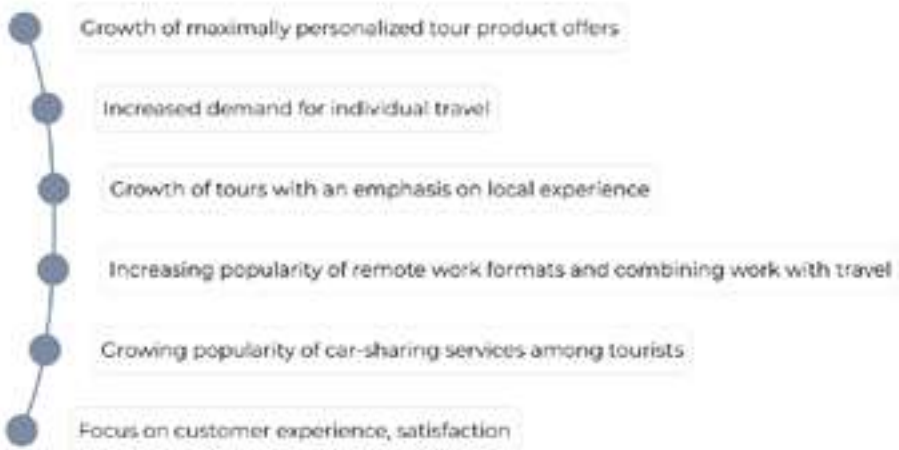 Growth of maximally personalized tour product offers
Increased demand for individual travel
Growth of tours with an emphasis on local experience
Increasing popularity of remote work formats and combining work with travel
Growing popularity of car-sharing services among tourists
Focus on customer experience, satisfaction